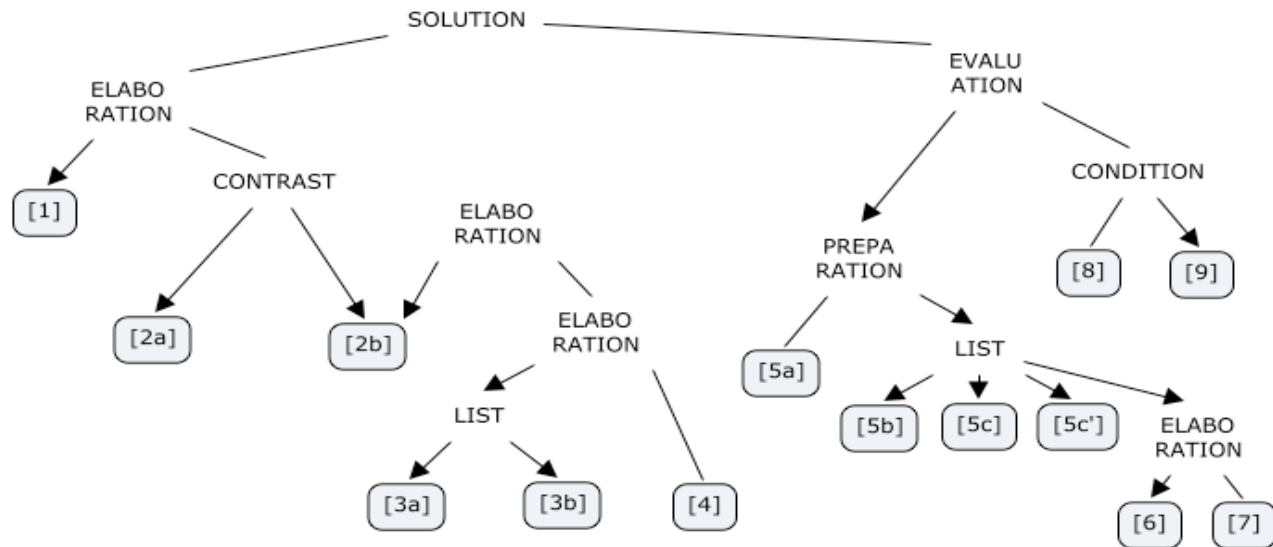 SOLUTION
EVALU
ATION
ELABO
RATION
CONTRAST
CONDITION
[1]
ELABO
RATION
PREPA
RATION
[8]
[9]
[2a]
[2b]
ELABO
RATION
LIST
[5a]
LIST
[5b]
[5c]
[5c']
ELABO
RATION
[3a]
[3b]
[4]
[6]
[7]